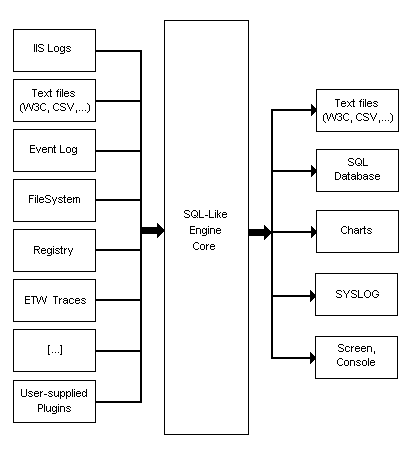 IIS Logs
Text files
(W3C, CSV,...)
Event Log
FileSystem
Registry
ETW Traces
[...]
User-supplied
Plugins
SQL-Like
Engine
Core
Text files
(W3C, CSV,...)
SQL
Database
Charts
SYSLOG
Screen,
Console